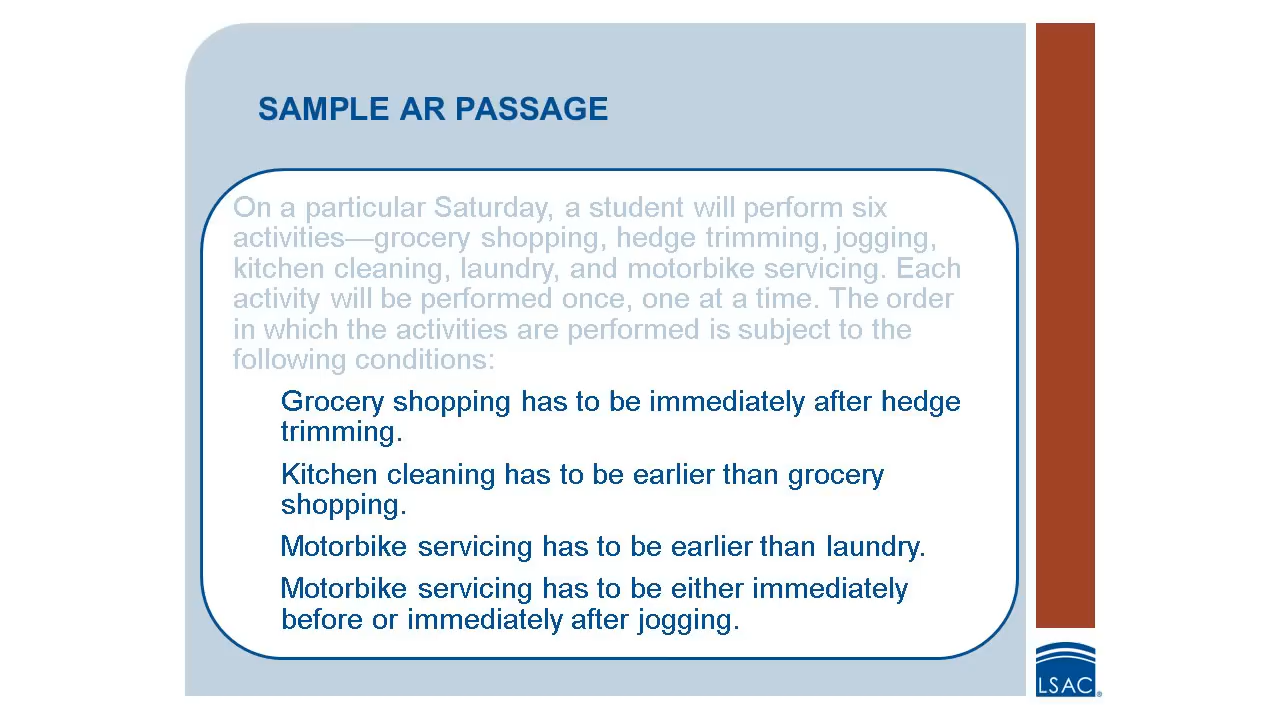 SAMPLE AR PASSAGE
On a particular Saturday, a student will perform six
activities—grocery shopping, hedge trimming, jogging,
kitchen cleaning, laundry, and motorbike servicing. Each
activity will be performed once, one at a time. The order
in which the activities are performed is subject to the
following conditions:
Grocery shopping has to be immediately after hedge
trimming.
Kitchen cleaning has to be earlier than grocery
shopping.
Motorbike servicing has to be earlier than laundry.
Motorbike servicing has to be either immediately
before or immediately after jogging.
LSAC®